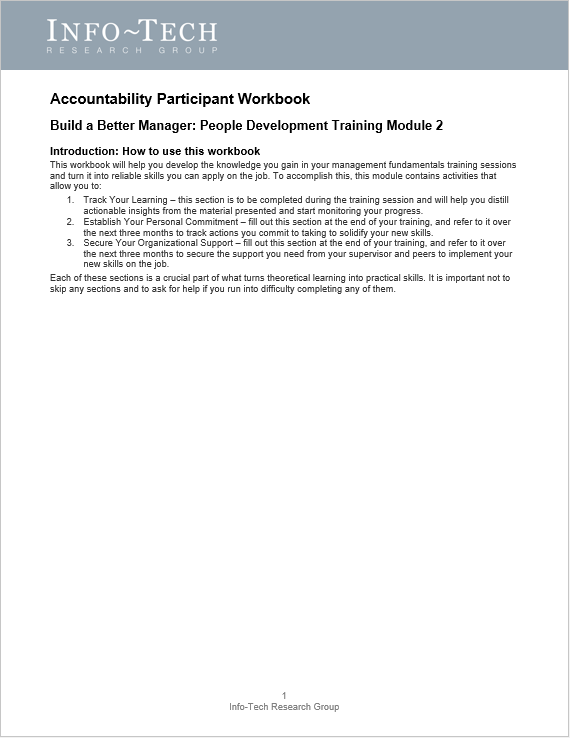 INFO~TECH
RESEARCH GROUP
Accountability Participant Workbook
Build a Better Manager: People Development Training Module 2
Introduction: How to use this workbook
This workbook will help you develop the knowledge you gain in your management fundamentals training sessions
and turn it into reliable skills you can apply on the job. To accomplish this, this module contains activities that
allow you to:
1. Track Your Learning – this section is to be completed during the training session and will help you distill
actionable insights from the material presented and start monitoring your progress.
2. Establish Your Personal Commitment – fill out this section at the end of your training, and refer to it over
the next three months to track actions you commit to taking to solidify your new skills.
3. Secure Your Organizational Support – fill out this section at the end of your training, and refer to it over
the next three months to secure the support you need from your supervisor and peers to implement your
new skills on the job.
Each of these sections is a crucial part of what turns theoretical learning into practical skills. It is important not to
skip any sections and to ask for help if you run into difficulty completing any of them.
1
Info-Tech Research Group